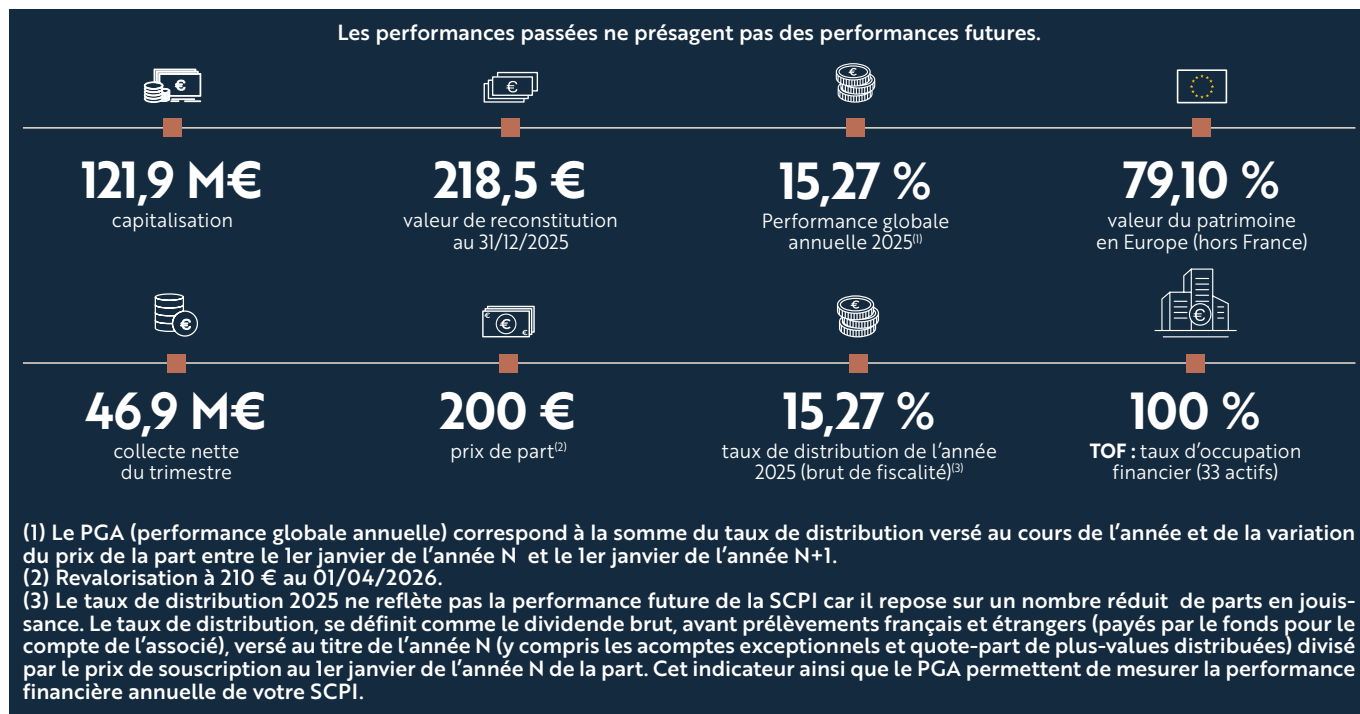 Les performances passées ne présagent pas des performances futures.
121,9 M€
capitalisation
218,5 €
valeur de reconstitution
au 31/12/2025
15,27 %
Performance globale
annuelle 2025(1)
79,10 %
valeur du patrimoine
en Europe (hors France)
46,9 M€
collecte nette
du trimestre
200 €
prix de part(2)
15,27 %
taux de distribution de l’année
2025 (brut de fiscalité)(3)
100 %
TOF : taux d’occupation
financier (33 actifs)
(1) Le PGA (performance globale annuelle) correspond à la somme du taux de distribution versé au cours de l’année et de la variation
du prix de la part entre le 1er janvier de l’année N et le 1er janvier de l’année N+1.
(2) Revalorisation à 210 € au 01/04/2026.
(3) Le taux de distribution 2025 ne reflète pas la performance future de la SCPI car il repose sur un nombre réduit de parts en jouis-
sance. Le taux de distribution, se définit comme le dividende brut, avant prélèvements français et étrangers (payés par le fonds pour le
compte de l’associé), versé au titre de l’année N (y compris les acomptes exceptionnels et quote-part de plus-values distribuées) divisé
par le prix de souscription au 1er janvier de l’année N de la part. Cet indicateur ainsi que le PGA permettent de mesurer la performance
financière annuelle de votre SCPI.